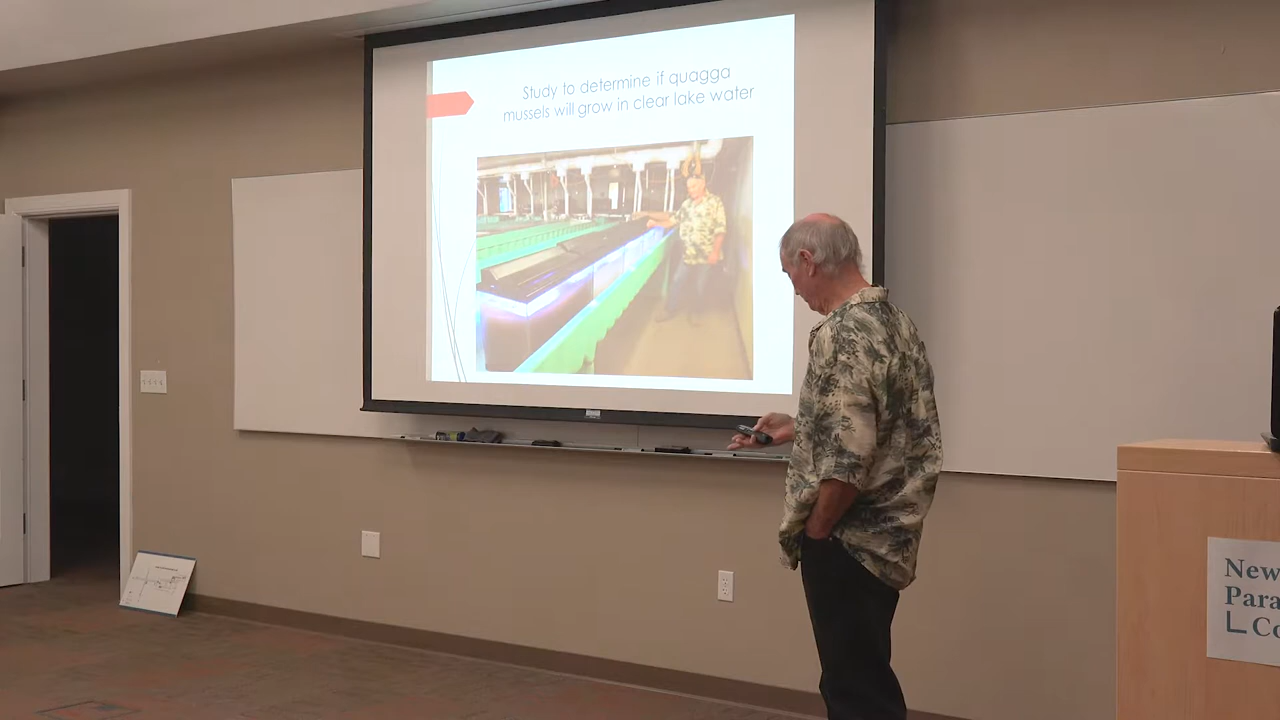 Study to determine if quagga
mussels will grow in clear lake water
New
Para
Co